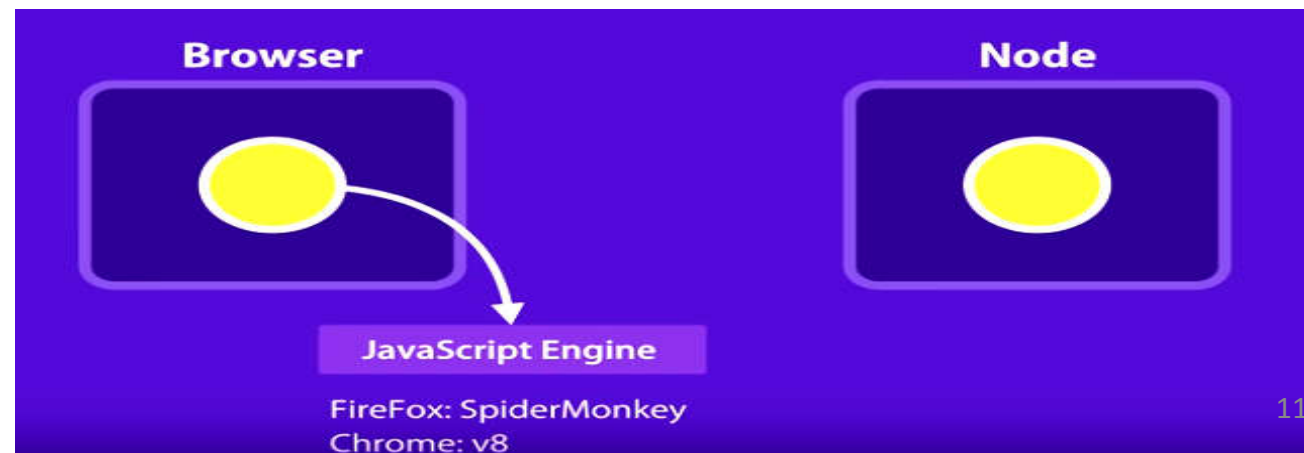 Browser
Node
JavaScript Engine
FireFox: SpiderMonkey
Chrome: v8
11